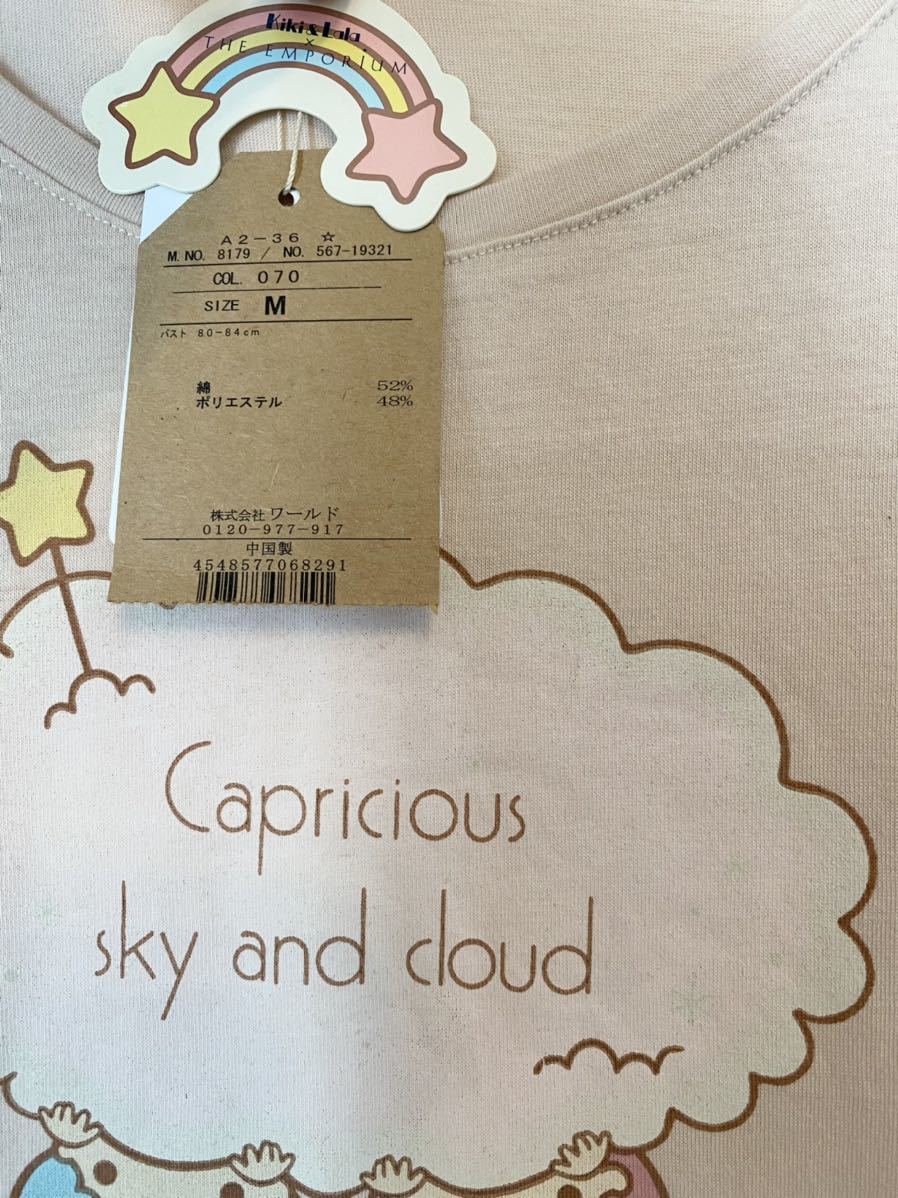 Kiki & Lala
×
THE EMPORIUM
A2-36 ☆
M. NO. 8179 / NO. 567-19321
COL. 070
SIZE M
バスト 80-84cm
綿 52%
ポリエステル 48%
株式会社 ワールド
0120-977-917
中国製
4548577068291
Capricious
sky and cloud